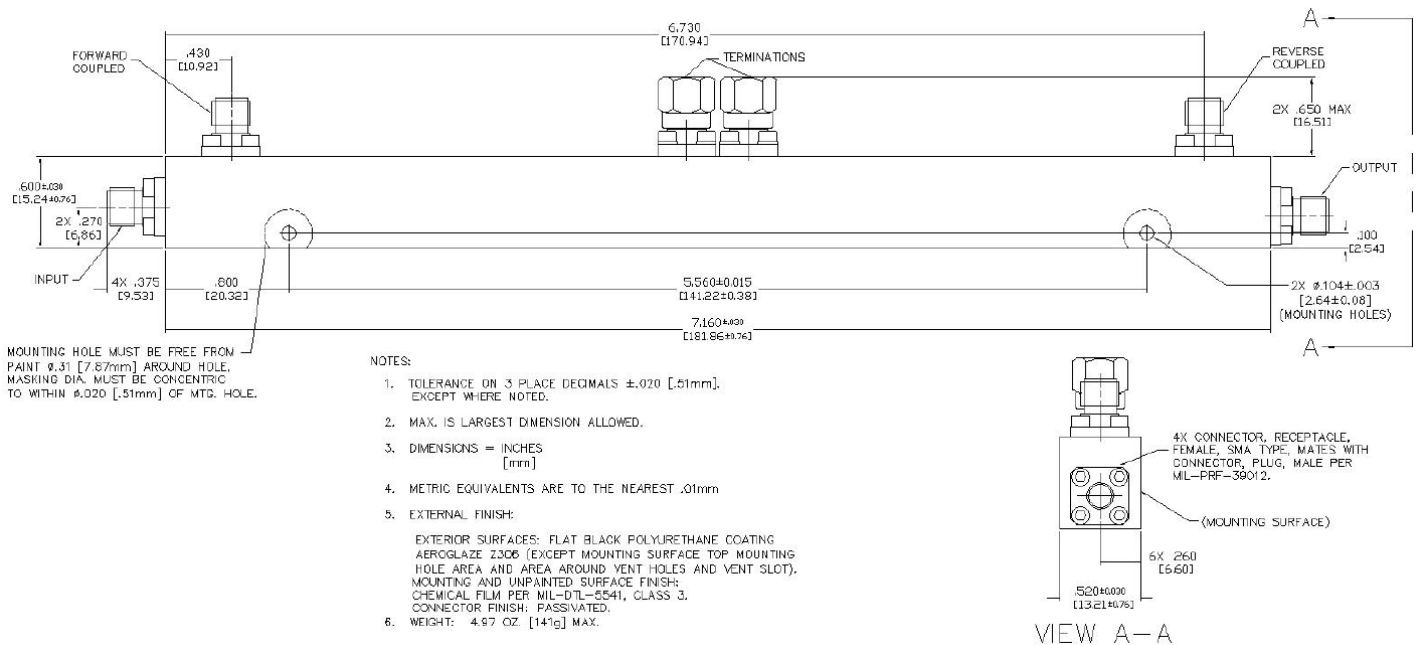 6.730
[170.94]
A
.430
[10.92]
FORWARD
COUPLED
TERMINATIONS
REVERSE
COUPLED
2X .650 MAX
[16.51]
OUTPUT
.600±.030
[15.24±0.76]
2X .270
[6.86]
INPUT
4X .375
[9.53]
.800
[20.32]
5.560±0.015
[141.22±0.38]
.100
[2.54]
2X ø.104±.003
[2.64±0.08]
(MOUNTING HOLES)
7.160±.030
[181.86±0.76]
A
MOUNTING HOLE MUST BE FREE FROM
PAINT ø.31 [7.87mm] AROUND HOLE,
MASKING DIA. MUST BE CONCENTRIC
TO WITHIN ø.020 [.51mm] OF MTG. HOLE.
NOTES:
1. TOLERANCE ON 3 PLACE DECIMALS ±.020 [.51mm].
EXCEPT WHERE NOTED.
2. MAX. IS LARGEST DIMENSION ALLOWED.
3. DIMENSIONS = INCHES
[mm]
4. METRIC EQUIVALENTS ARE TO THE NEAREST .01mm
5. EXTERNAL FINISH:
EXTERIOR SURFACES: FLAT BLACK POLYURETHANE COATING
AEROGLAZE Z306 (EXCEPT MOUNTING SURFACE TOP MOUNTING
HOLE AREA AND AREA AROUND VENT HOLES AND VENT SLOT).
MOUNTING AND UNPAINTED SURFACE FINISH:
CHEMICAL FILM PER MIL-DTL-5541, CLASS 3.
CONNECTOR FINISH: PASSIVATED.
6. WEIGHT: 4.97 OZ. [141g] MAX.
4X CONNECTOR, RECEPTACLE,
FEMALE, SMA TYPE, MATES WITH
CONNECTOR, PLUG, MALE PER
MIL-PRF-39012.
(MOUNTING SURFACE)
6X .260
[6.60]
.520±0.030
[13.21±0.76]
VIEW A-A